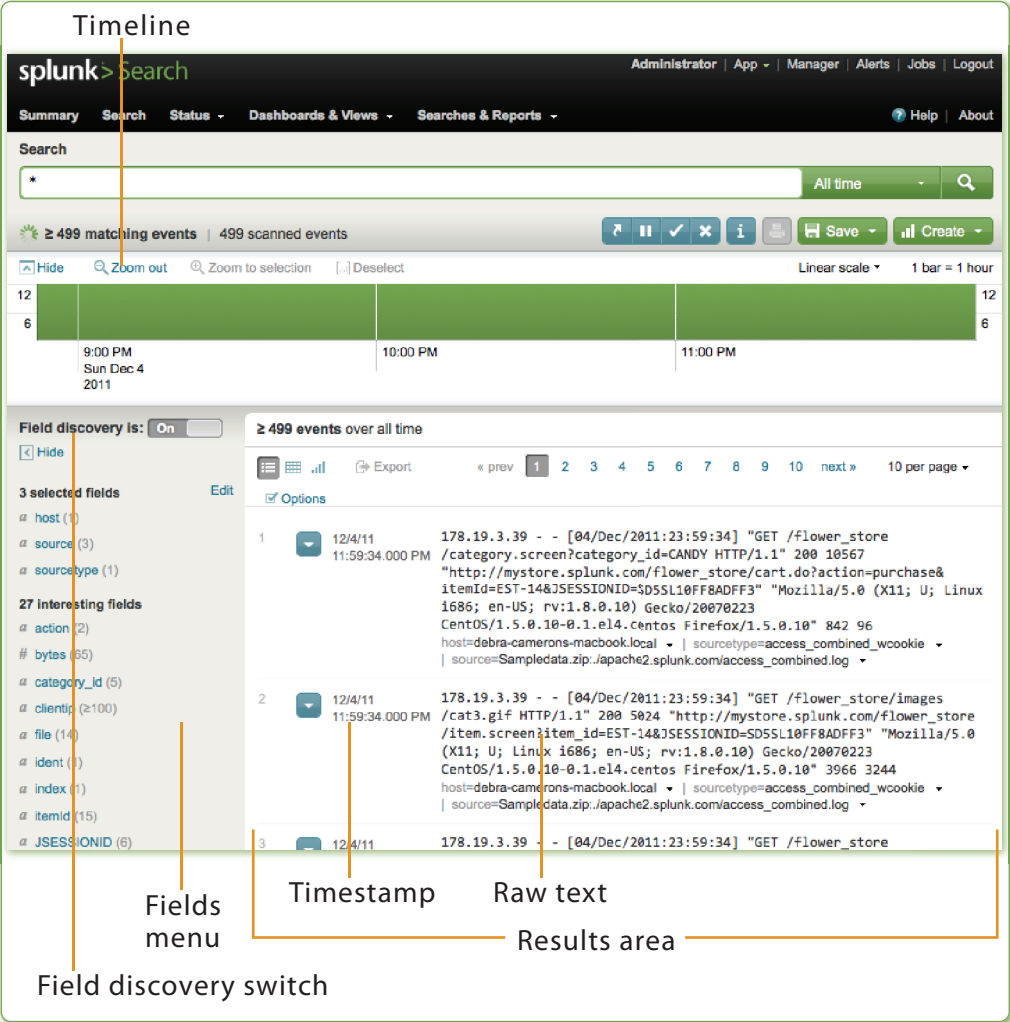 Timeline
splunk>Search
Administrator | App | Manager | Alerts | Jobs | Logout
Summary Search Status Dashboards & Views Searches & Reports
? Help | About
Search
*
All time
≥ 499 matching events | 499 scanned events
i Save Create
Hide Zoom out Zoom to selection [..] Deselect
Linear scale 1 bar = 1 hour
12 12
6 6
9:00 PM 10:00 PM 11:00 PM
Sun Dec 4
2011
Field discovery is: On
Hide
3 selected fields Edit
a host (1)
a source (3)
a sourcetype (1)
27 interesting fields
a action (2)
# bytes (65)
a category_id (5)
a clientip (≥100)
a file (14)
a ident (1)
a index (1)
a itemId (15)
a JSESSIONID (6)
≥ 499 events over all time
Export
« prev 1 2 3 4 5 6 7 8 9 10 next » 10 per page
Options
1 12/4/11
11:59:34.000 PM
178.19.3.39 - - [04/Dec/2011:23:59:34] "GET /flower_store
/category.screen?category_id=CANDY HTTP/1.1" 200 10567
"http://mystore.splunk.com/flower_store/cart.do?action=purchase&
itemId=EST-14&JSESSIONID=SD5SL10FF8ADFF3" "Mozilla/5.0 (X11; U; Linux
i686; en-US; rv:1.8.0.10) Gecko/20070223
CentOS/1.5.0.10-0.1.el4.centos Firefox/1.5.0.10" 842 96
host=debra-camerons-macbook.local | sourcetype=access_combined_wcookie
| source=Sampledata.zip:./apache2.splunk.com/access_combined.log
2 12/4/11
11:59:34.000 PM
178.19.3.39 - - [04/Dec/2011:23:59:34] "GET /flower_store/images
/cat3.gif HTTP/1.1" 200 5024 "http://mystore.splunk.com/flower_store
/item.screen?item_id=EST-14&JSESSIONID=SD5SL10FF8ADFF3" "Mozilla/5.0
(X11; U; Linux i686; en-US; rv:1.8.0.10) Gecko/20070223
CentOS/1.5.0.10-0.1.el4.centos Firefox/1.5.0.10" 3966 3244
host=debra-camerons-macbook.local | sourcetype=access_combined_wcookie
| source=Sampledata.zip:./apache2.splunk.com/access_combined.log
3 12/4/11
178.19.3.39 - - [04/Dec/2011:23:59:34] "GET /flower_store
Timestamp
Raw text
Fields
menu
Results area
Field discovery switch